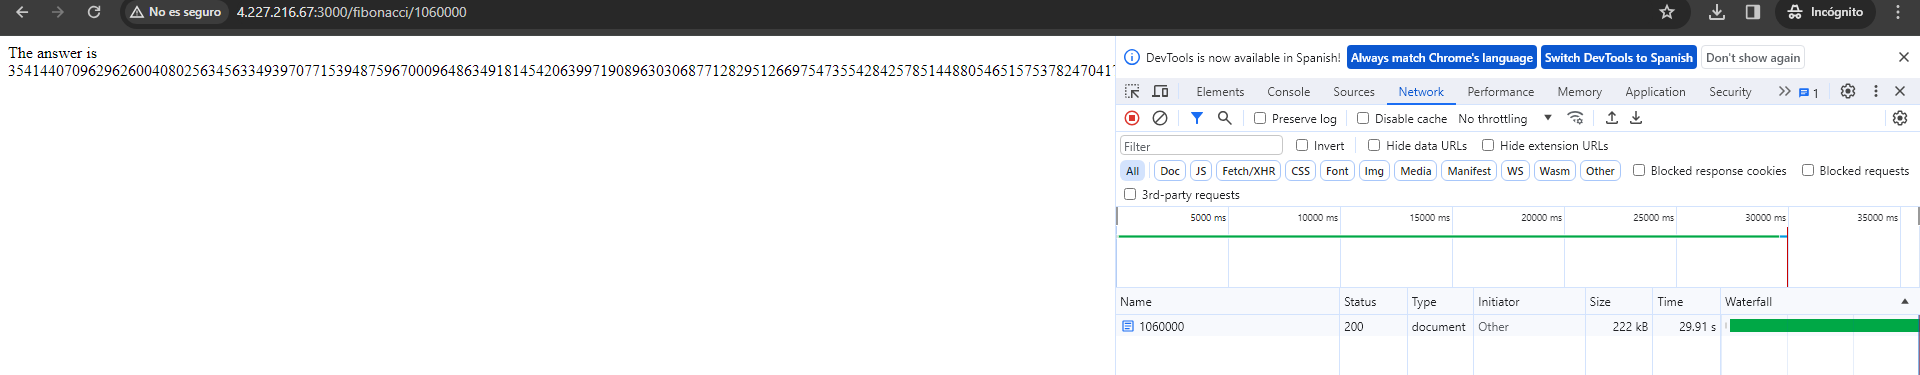 No es seguro 4.227.216.67:3000/fibonacci/1060000 Incógnito
The answer is
DevTools is now available in Spanish! Always match Chrome's language Switch DevTools to Spanish Don't show again
Elements Console Sources Network Performance Memory Application Security 1
Preserve log Disable cache No throttling
Filter Invert Hide data URLs Hide extension URLs
All Doc JS Fetch/XHR CSS Font Img Media Manifest WS Wasm Other Blocked response cookies Blocked requests
3rd-party requests
5000 ms 10000 ms 15000 ms 20000 ms 25000 ms 30000 ms 35000 ms
Name Status Type Initiator Size Time Waterfall
1060000 200 document Other 222 kB 29.91 s